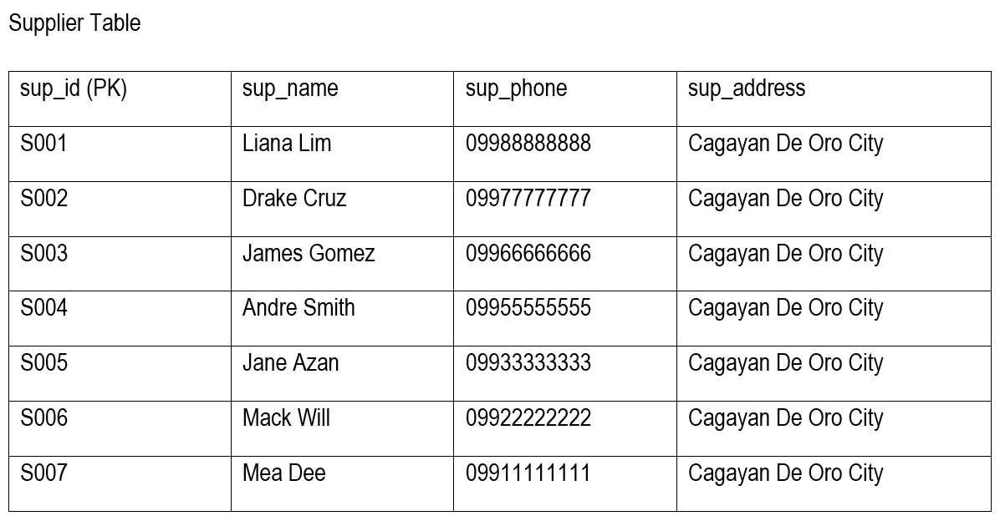 Supplier Table
sup_id (PK) sup_name sup_phone sup_address
S001 Liana Lim 09988888888 Cagayan De Oro City
S002 Drake Cruz 09977777777 Cagayan De Oro City
S003 James Gomez 09966666666 Cagayan De Oro City
S004 Andre Smith 09955555555 Cagayan De Oro City
S005 Jane Azan 09933333333 Cagayan De Oro City
S006 Mack Will 09922222222 Cagayan De Oro City
S007 Mea Dee 09911111111 Cagayan De Oro City